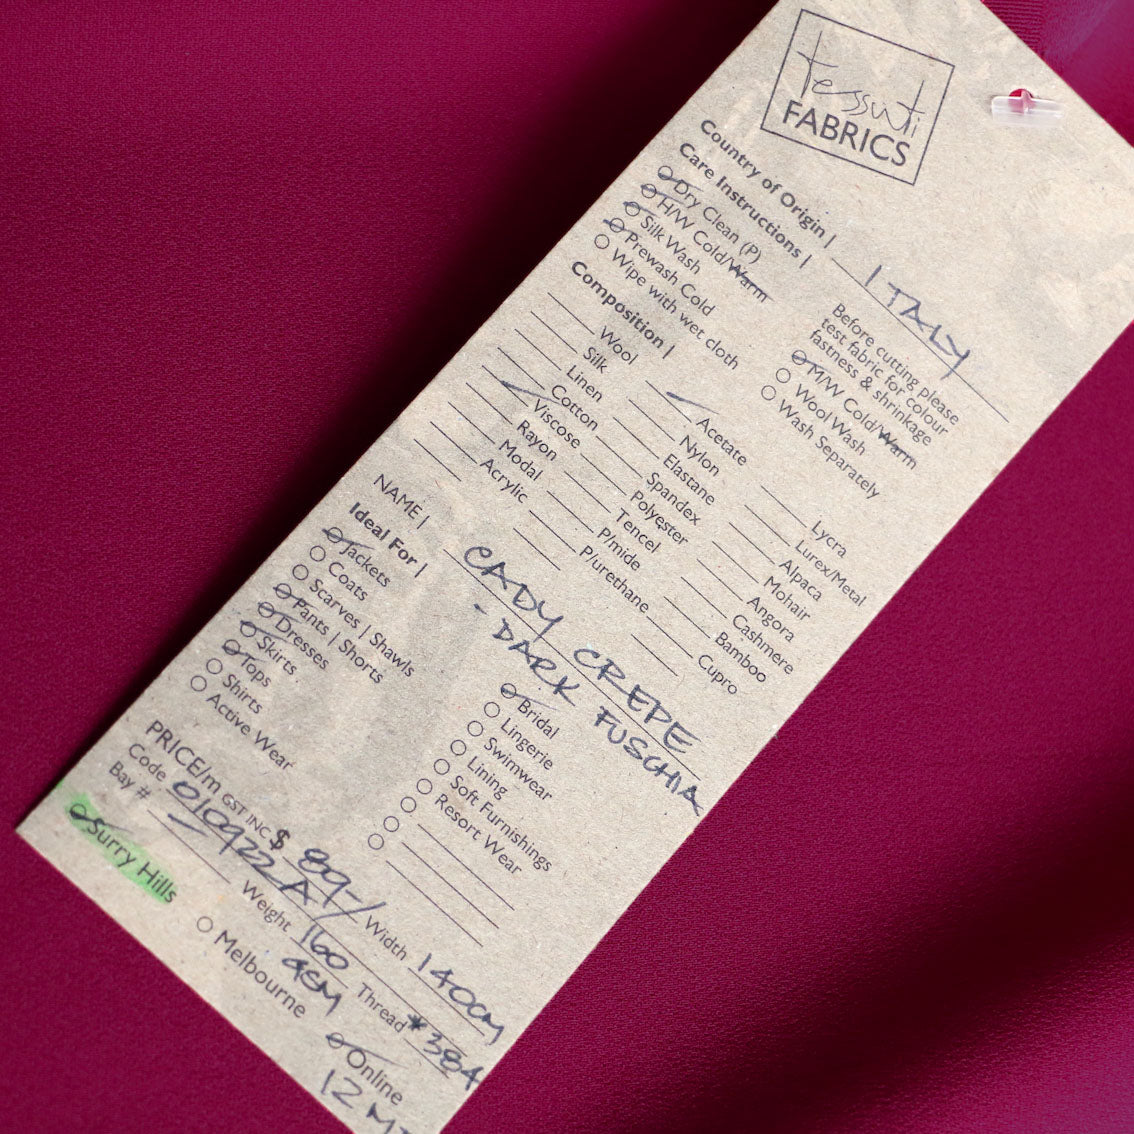 tessuti
FABRICS
Country of Origin | ITALY
Care Instructions |
Dry Clean (P)
H/W Cold/Warm
Silk Wash
Prewash Cold
Wipe with wet cloth
Before cutting please
test fabric for colour
fastness & shrinkage
M/W Cold/Warm
Wool Wash
Wash Separately
Composition |
Wool
Silk
Linen
Cotton
Viscose
Rayon
Modal
Acrylic
Acetate
Nylon
Elastane
Spandex
Polyester
Tencel
P/mide
P/urethane
Lycra
Lurex/Metal
Alpaca
Mohair
Angora
Cashmere
Bamboo
Cupro
NAME | CADY CREPE
- DARK FUSCHIA
Ideal For |
Jackets
Coats
Scarves | Shawls
Pants | Shorts
Dresses
Skirts
Tops
Shirts
Active Wear
Bridal
Lingerie
Swimwear
Lining
Soft Furnishings
Resort Wear
PRICE/m GST INC $ 89-/ Width 140CM
Code 010922A Weight 160 GSM Thread *384
Bay #
Surry Hills
Melbourne
Online